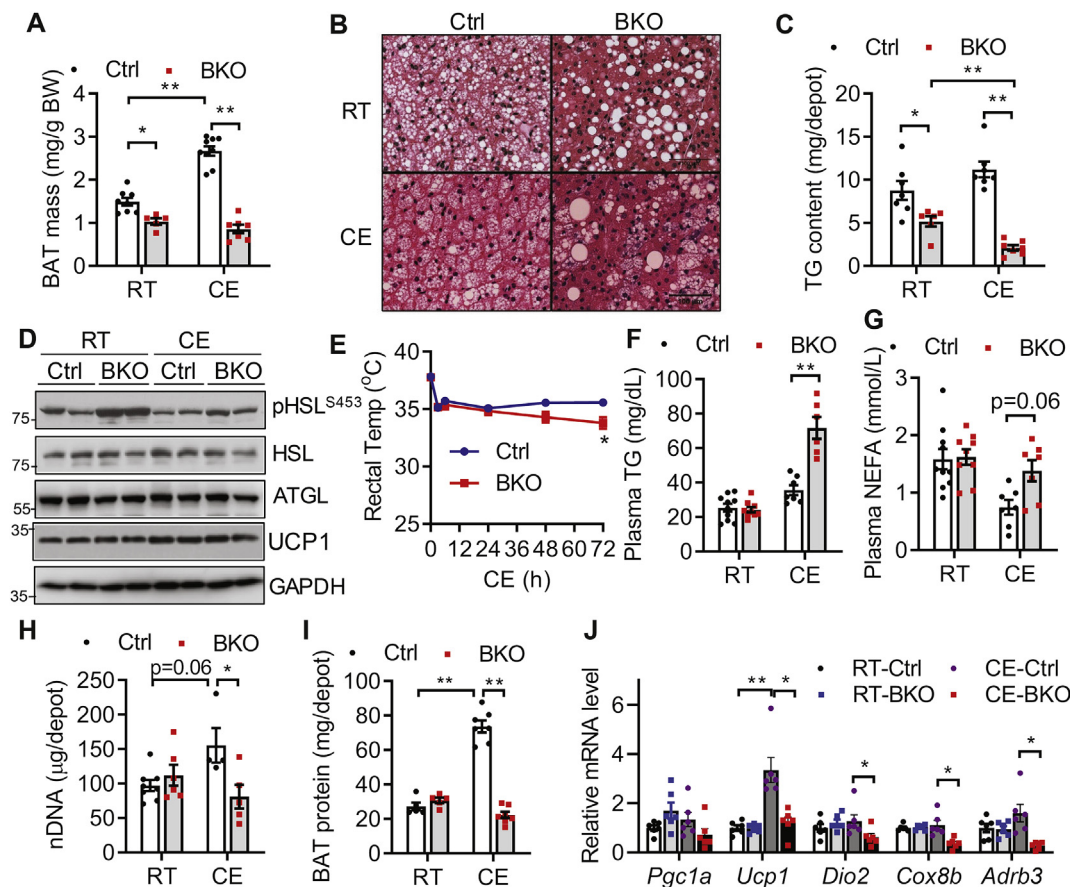 A
Ctrl BKO
BAT mass (mg/g BW)
4
3
2
1
0
**
*
**
RT CE
B
Ctrl BKO
RT
CE
C
Ctrl BKO
TG content (mg/depot)
20
15
10
5
0
**
*
**
RT CE
D
RT CE
Ctrl BKO Ctrl BKO
75 pHSL^S453
75 HSL
55 ATGL
35 UCP1
35 GAPDH
E
Rectal Temp (°C)
40
35
30
25
Ctrl
BKO
*
0 12 24 36 48 60 72
CE (h)
F
Ctrl BKO
Plasma TG (mg/dL)
100
80
60
40
20
0
**
RT CE
G
Ctrl BKO
Plasma NEFA (mmol/L)
3
2
1
0
p=0.06
RT CE
H
Ctrl BKO
nDNA (µg/depot)
250
200
150
100
50
0
p=0.06
*
RT CE
I
Ctrl BKO
BAT protein (mg/depot)
100
80
60
40
20
0
**
**
RT CE
J
RT-Ctrl CE-Ctrl
RT-BKO CE-BKO
Relative mRNA level
6
4
2
0
** *
*
*
*
Pgc1a Ucp1 Dio2 Cox8b Adrb3